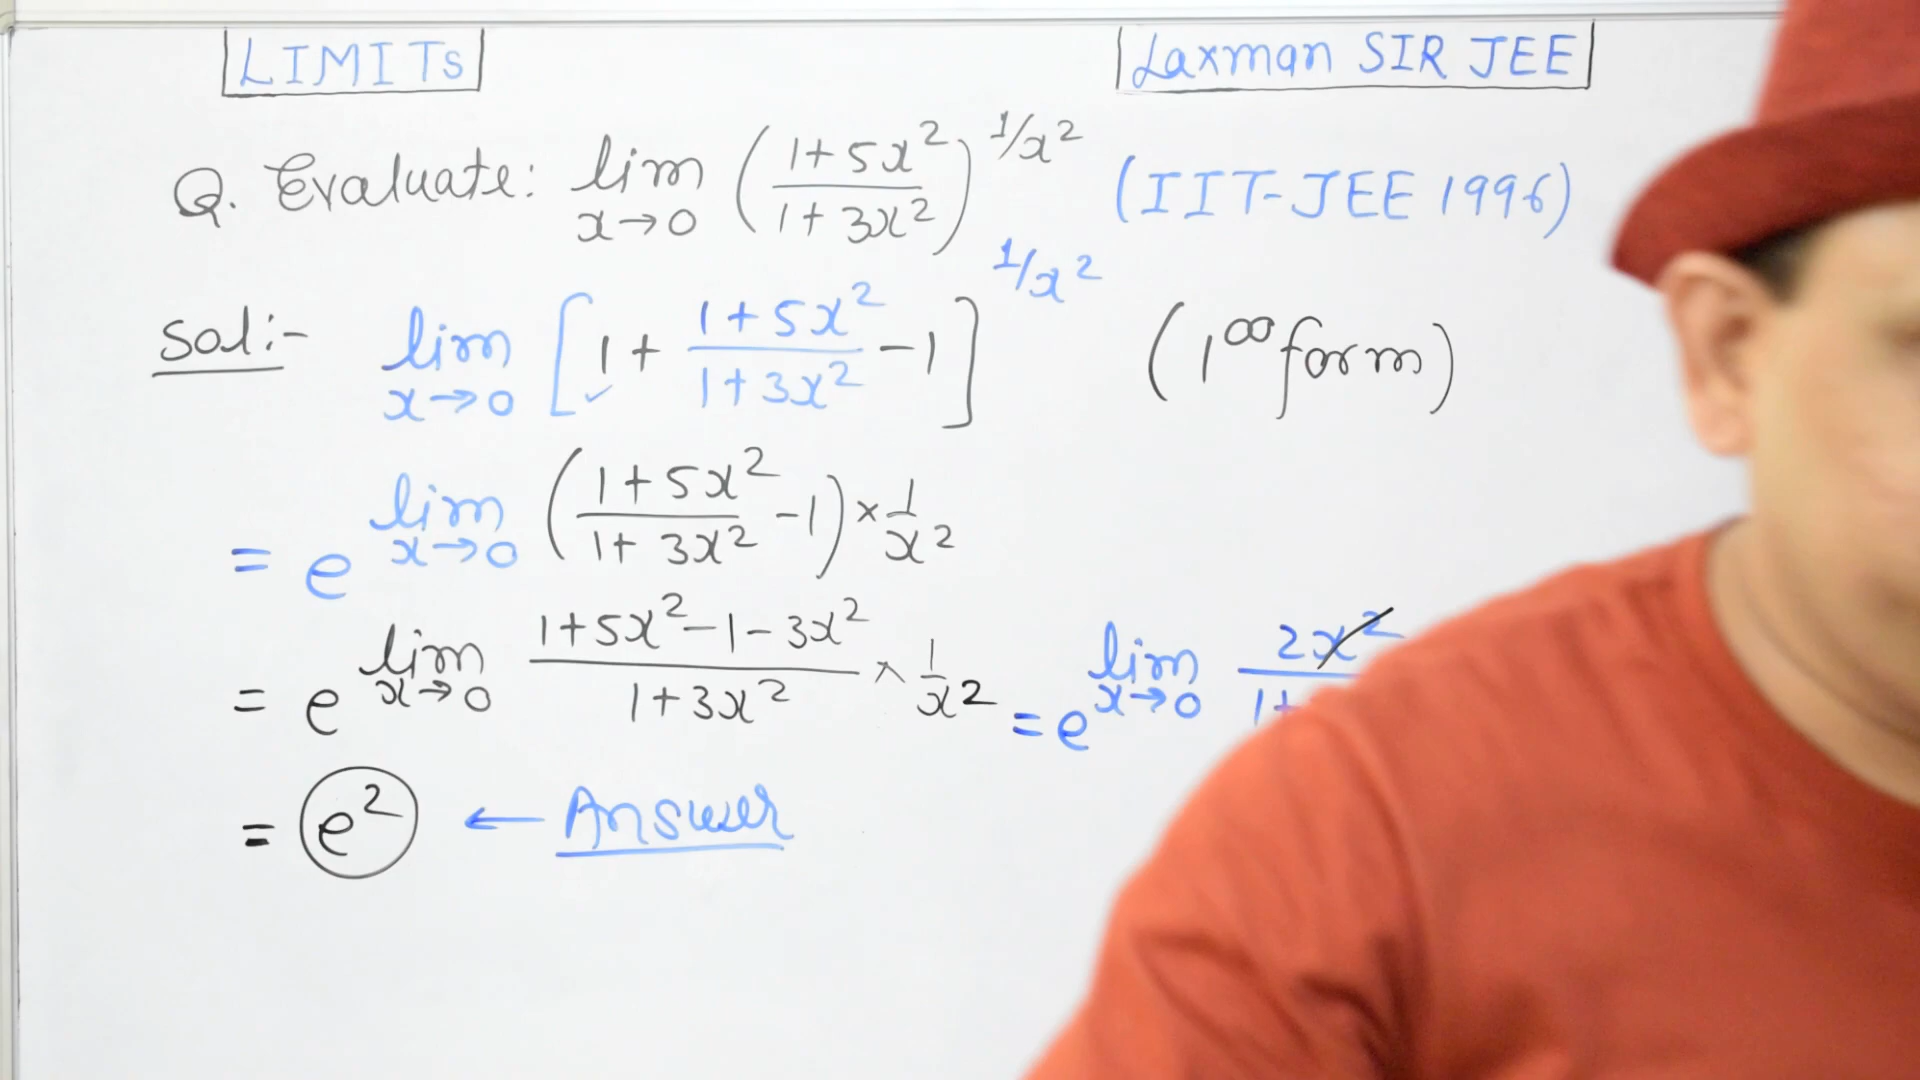 LIMITs
Laxman SIR JEE
Q. Evaluate: lim x→0 ((1+5x²)/(1+3x²))^(1/x²) (IIT-JEE 1996)
Sol:- lim x→0 [1 + (1+5x²)/(1+3x²) - 1]^(1/x²) (1^∞ form)
= e^(lim x→0 ((1+5x²)/(1+3x²) - 1) × 1/x²)
= e^(lim x→0 (1+5x²-1-3x²)/(1+3x²) × 1/x²) = e^(lim x→0 2x²/1+
= e² ← Answer